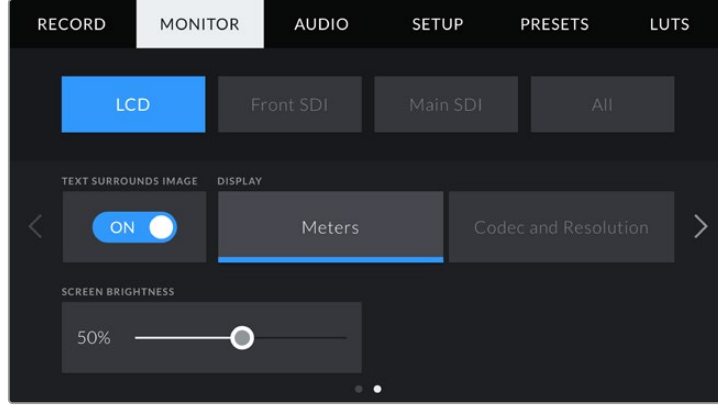 RECORD MONITOR AUDIO SETUP PRESETS LUTS
LCD Front SDI Main SDI All
TEXT SURROUNDS IMAGE DISPLAY
ON Meters Codec and Resolution
SCREEN BRIGHTNESS
50%